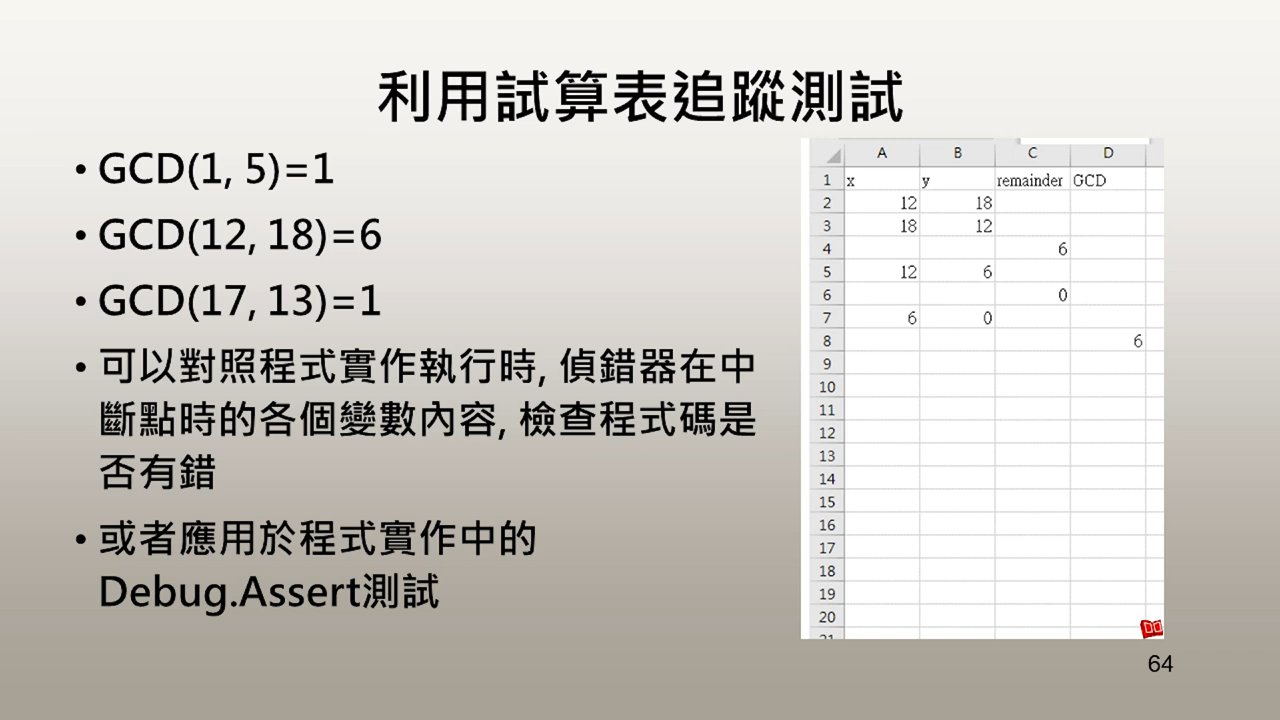 利用試算表追蹤測試
• GCD(1, 5)=1
• GCD(12, 18)=6
• GCD(17, 13)=1
• 可以對照程式實作執行時, 偵錯器在中
斷點時的各個變數內容, 檢查程式碼是
否有錯
• 或者應用於程式實作中的
Debug.Assert測試
A B C D
1 x y remainder GCD
2 12 18
3 18 12
4 6
5 12 6
6 0
7 6 0
8 6
9
10
11
12
13
14
15
16
17
18
19
20
21
64